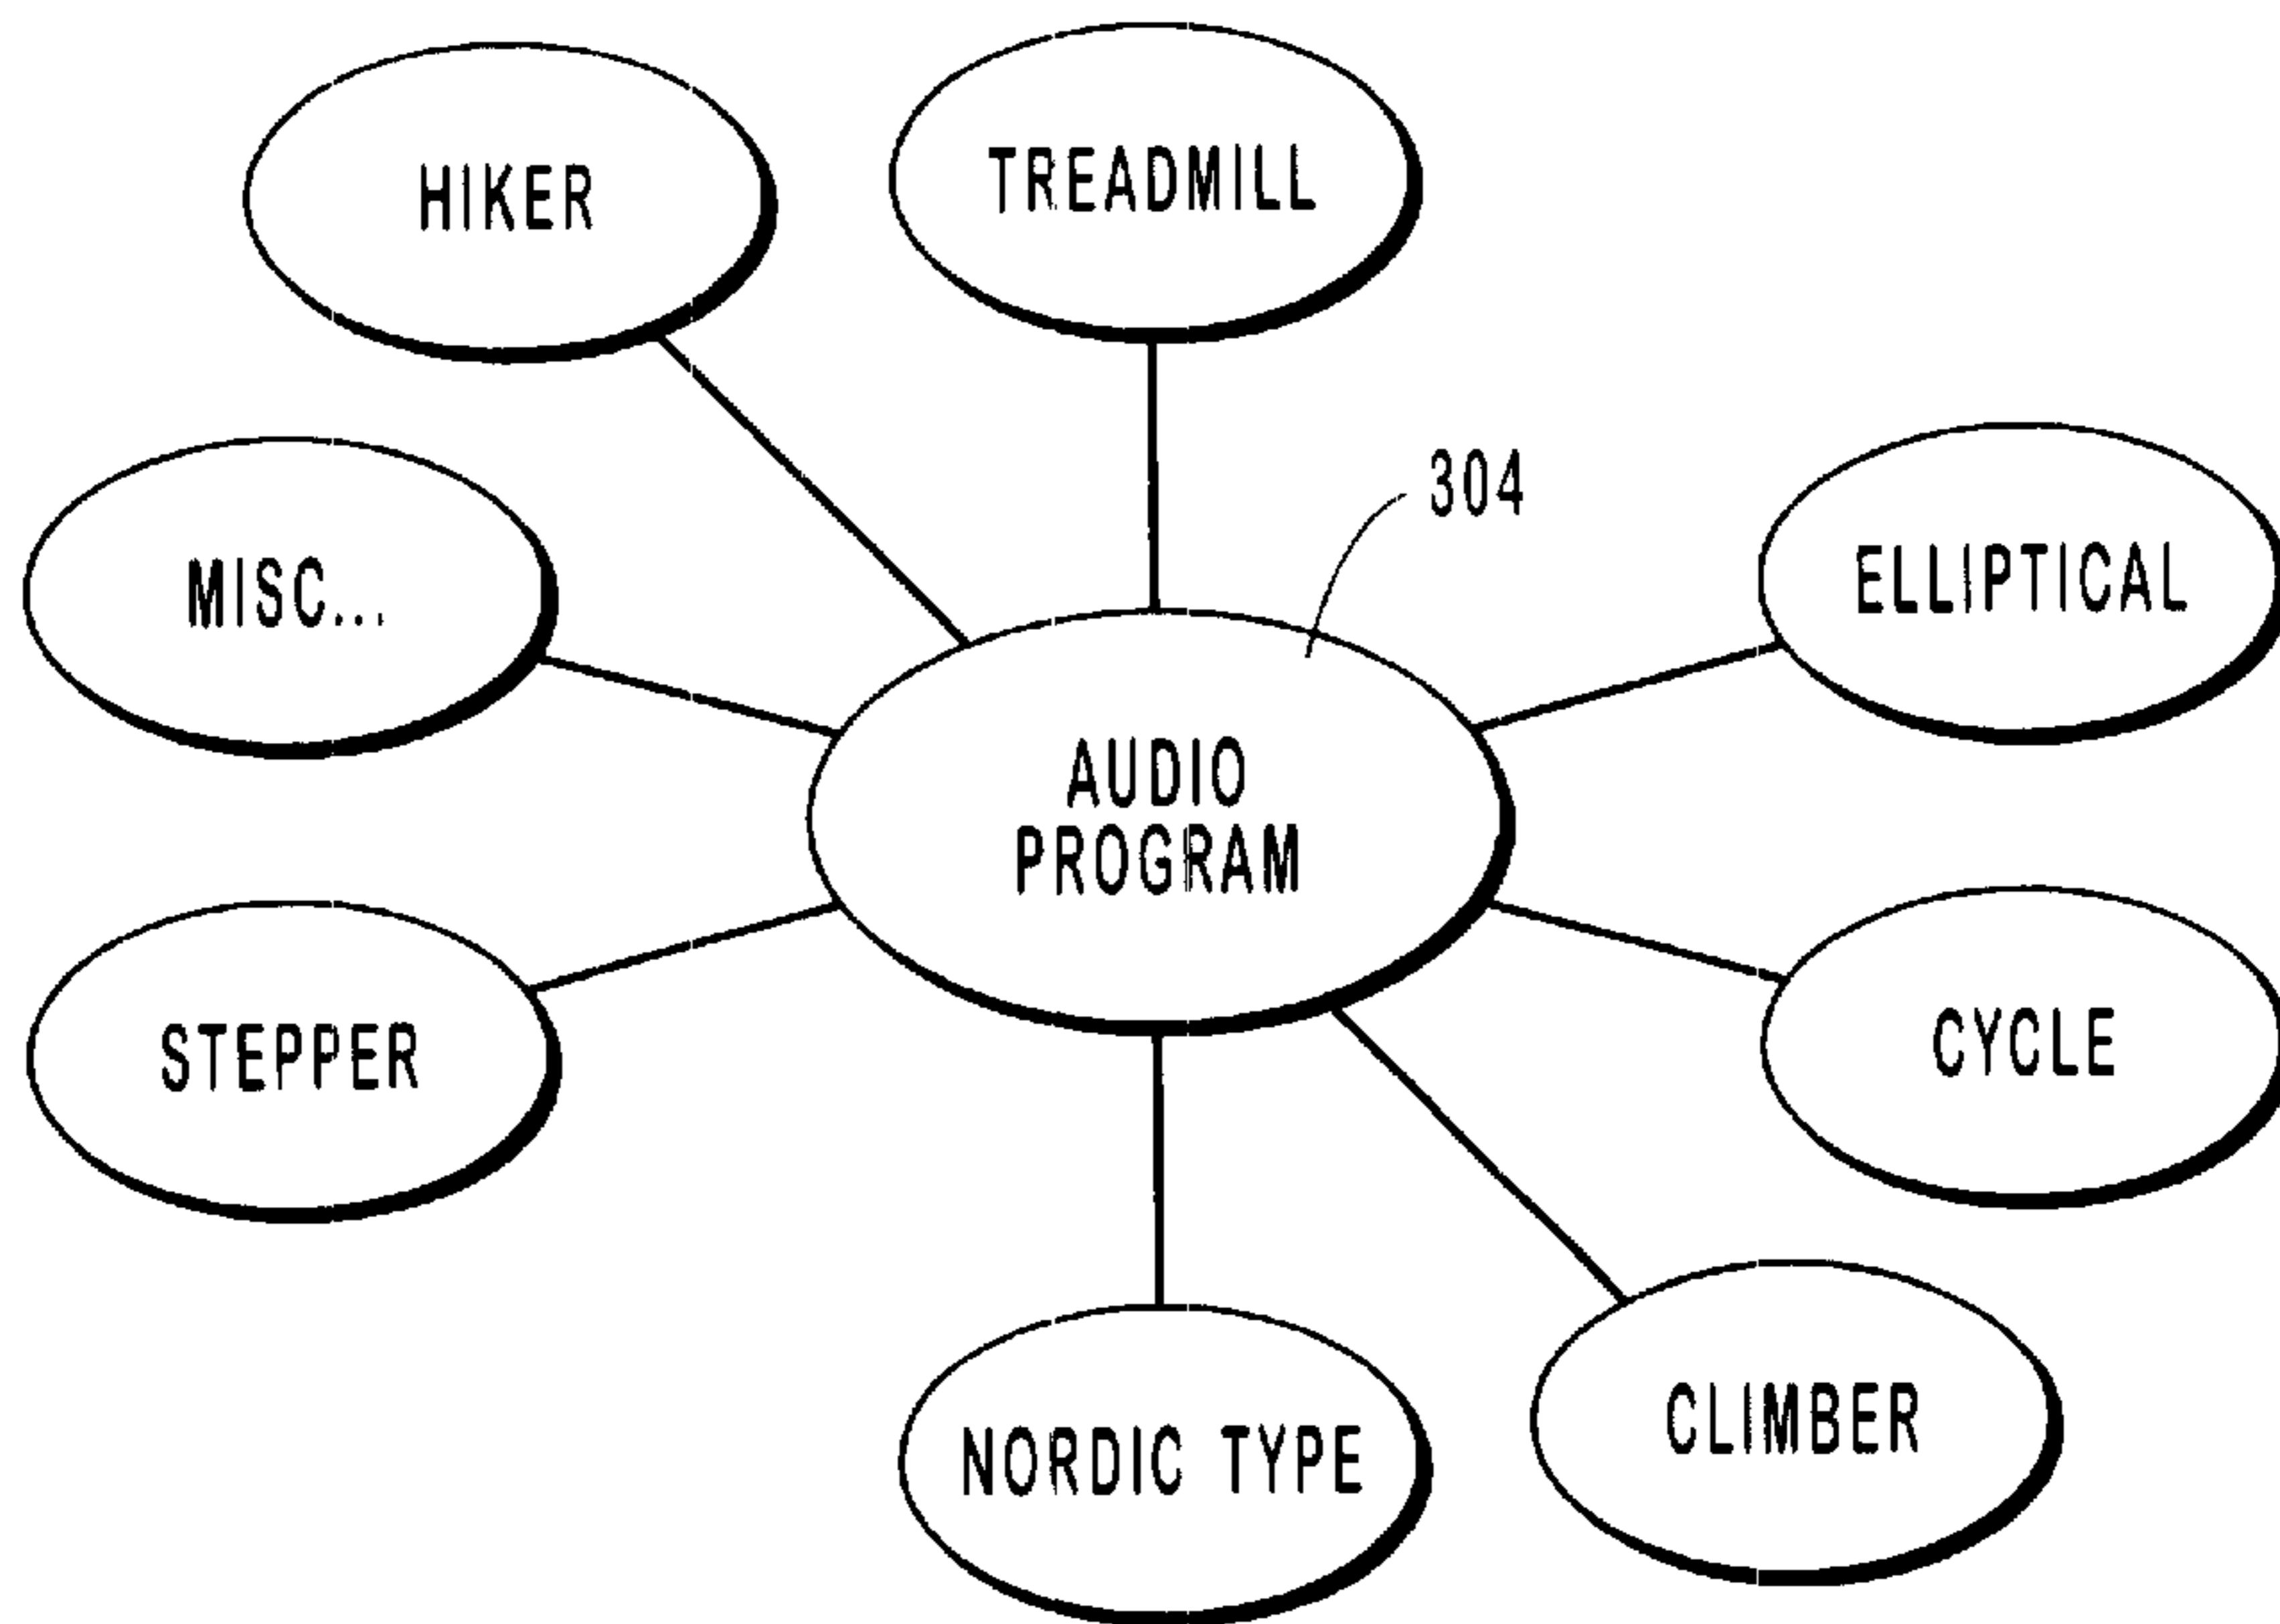 HIKER
TREADMILL
304
MISC...
ELLIPTICAL
AUDIO
PROGRAM
STEPPER
CYCLE
NORDIC TYPE
CLIMBER